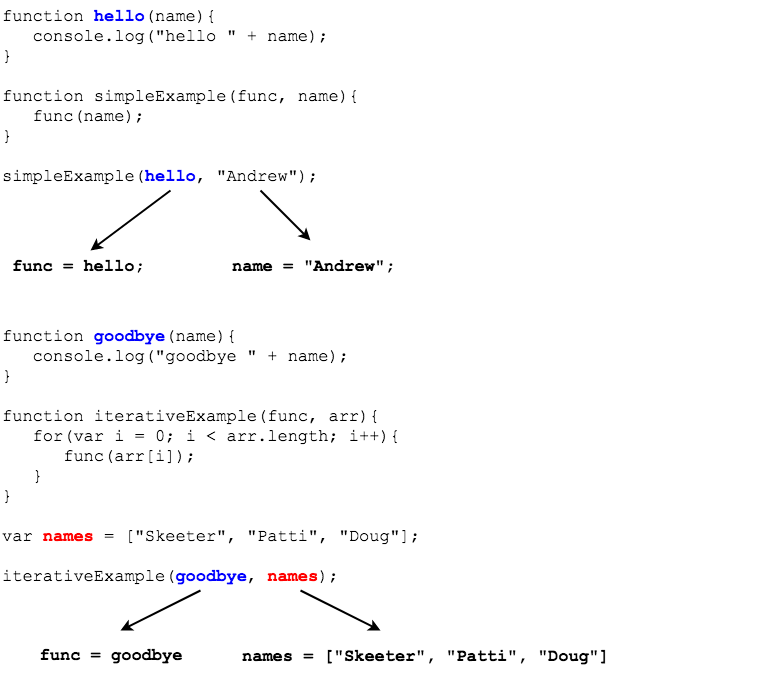 function hello(name){
   console.log("hello " + name);
}
function simpleExample(func, name){
   func(name);
}
simpleExample(hello, "Andrew");
func = hello;    name = "Andrew";
function goodbye(name){
   console.log("goodbye " + name);
}
function iterativeExample(func, arr){
   for(var i = 0; i < arr.length; i++){
      func(arr[i]);
   }
}
var names = ["Skeeter", "Patti", "Doug"];
iterativeExample(goodbye, names);
func = goodbye    names = ["Skeeter", "Patti", "Doug"]